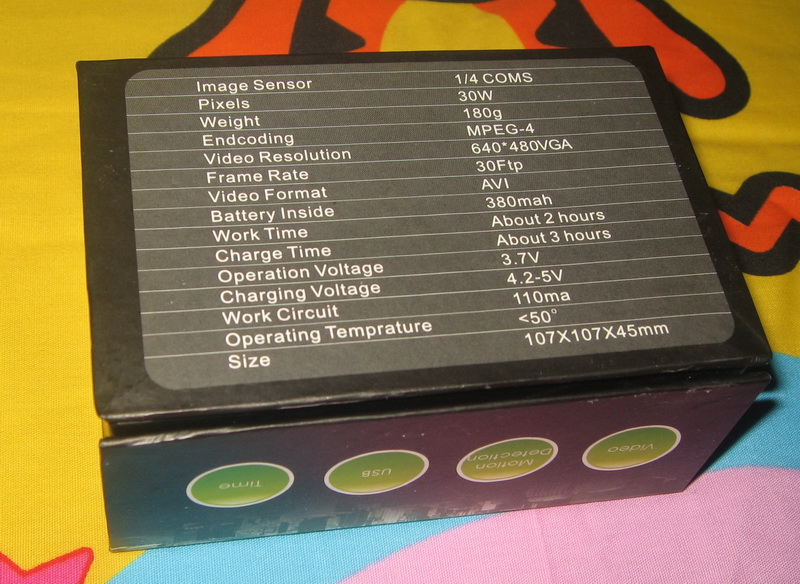 Image Sensor 1/4 COMS
Pixels 30W
Weight 180g
Endcoding MPEG-4
Video Resolution 640*480VGA
Frame Rate 30Ftp
Video Format AVI
Battery Inside 380mah
Work Time About 2 hours
Charge Time About 3 hours
Operation Voltage 3.7V
Charging Voltage 4.2-5V
Work Circuit 110ma
Operating Temprature <50°
Size 107X107X45mm
Time
USB
Motion
Detection
Video